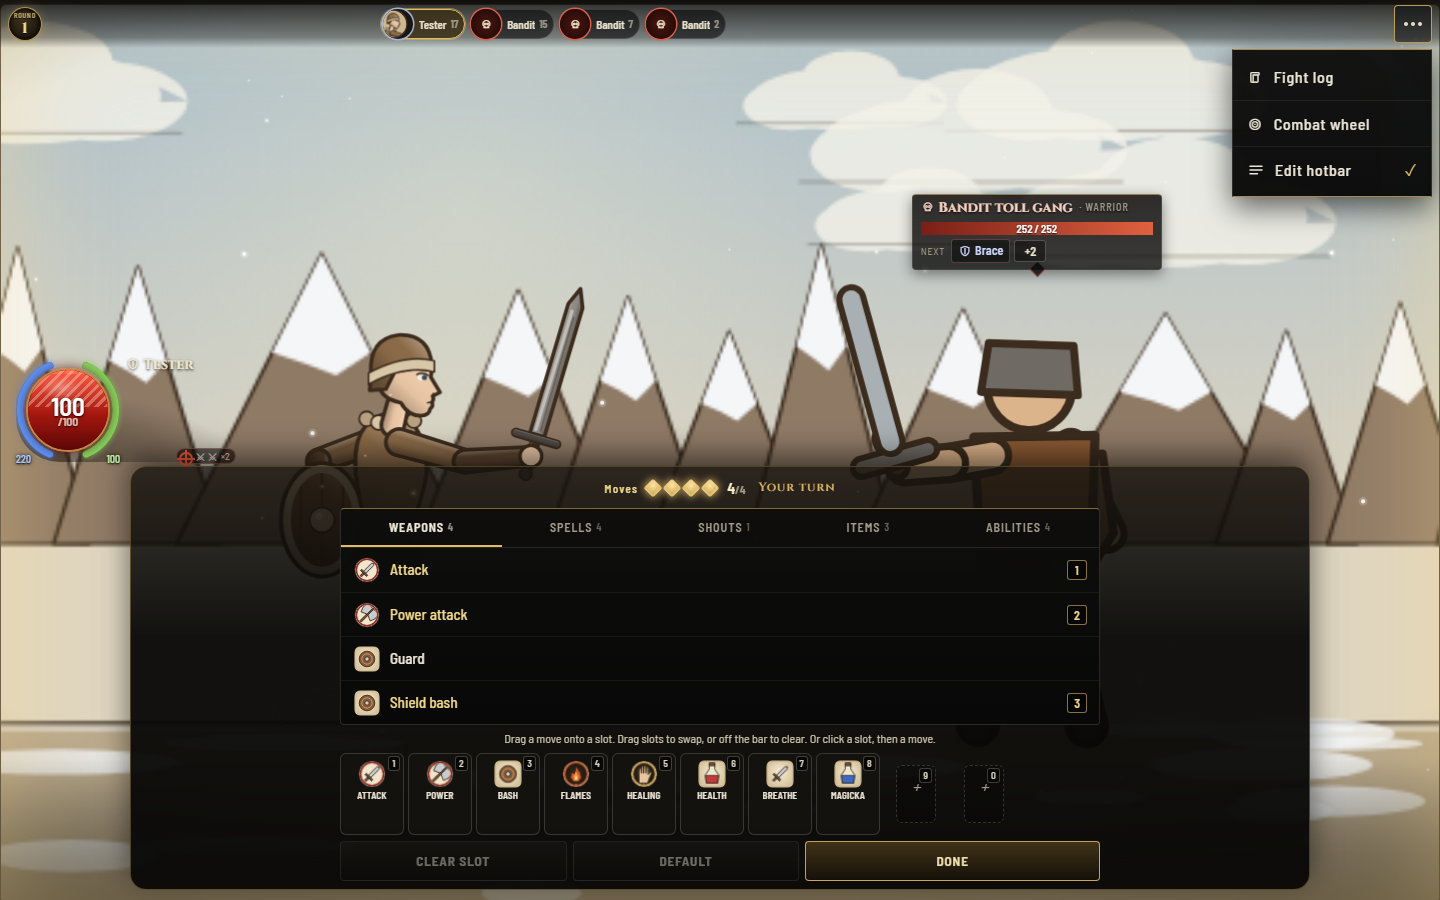 ROUND
1
Tester 17
Bandit 15
Bandit 7
Bandit 2
Fight log
Combat wheel
Edit hotbar ✓
BANDIT TOLL GANG · WARRIOR
252 / 252
NEXT Brace +2
TESTER
100
/100
220
100
×2
Moves 4/4 YOUR TURN
WEAPONS 4
SPELLS 4
SHOUTS 1
ITEMS 3
ABILITIES 4
Attack 1
Power attack 2
Guard
Shield bash 3
Drag a move onto a slot. Drag slots to swap, or off the bar to clear. Or click a slot, then a move.
1 ATTACK
2 POWER
3 BASH
4 FLAMES
5 HEALING
6 HEALTH
7 BREATHE
8 MAGICKA
9 +
0 +
CLEAR SLOT
DEFAULT
DONE